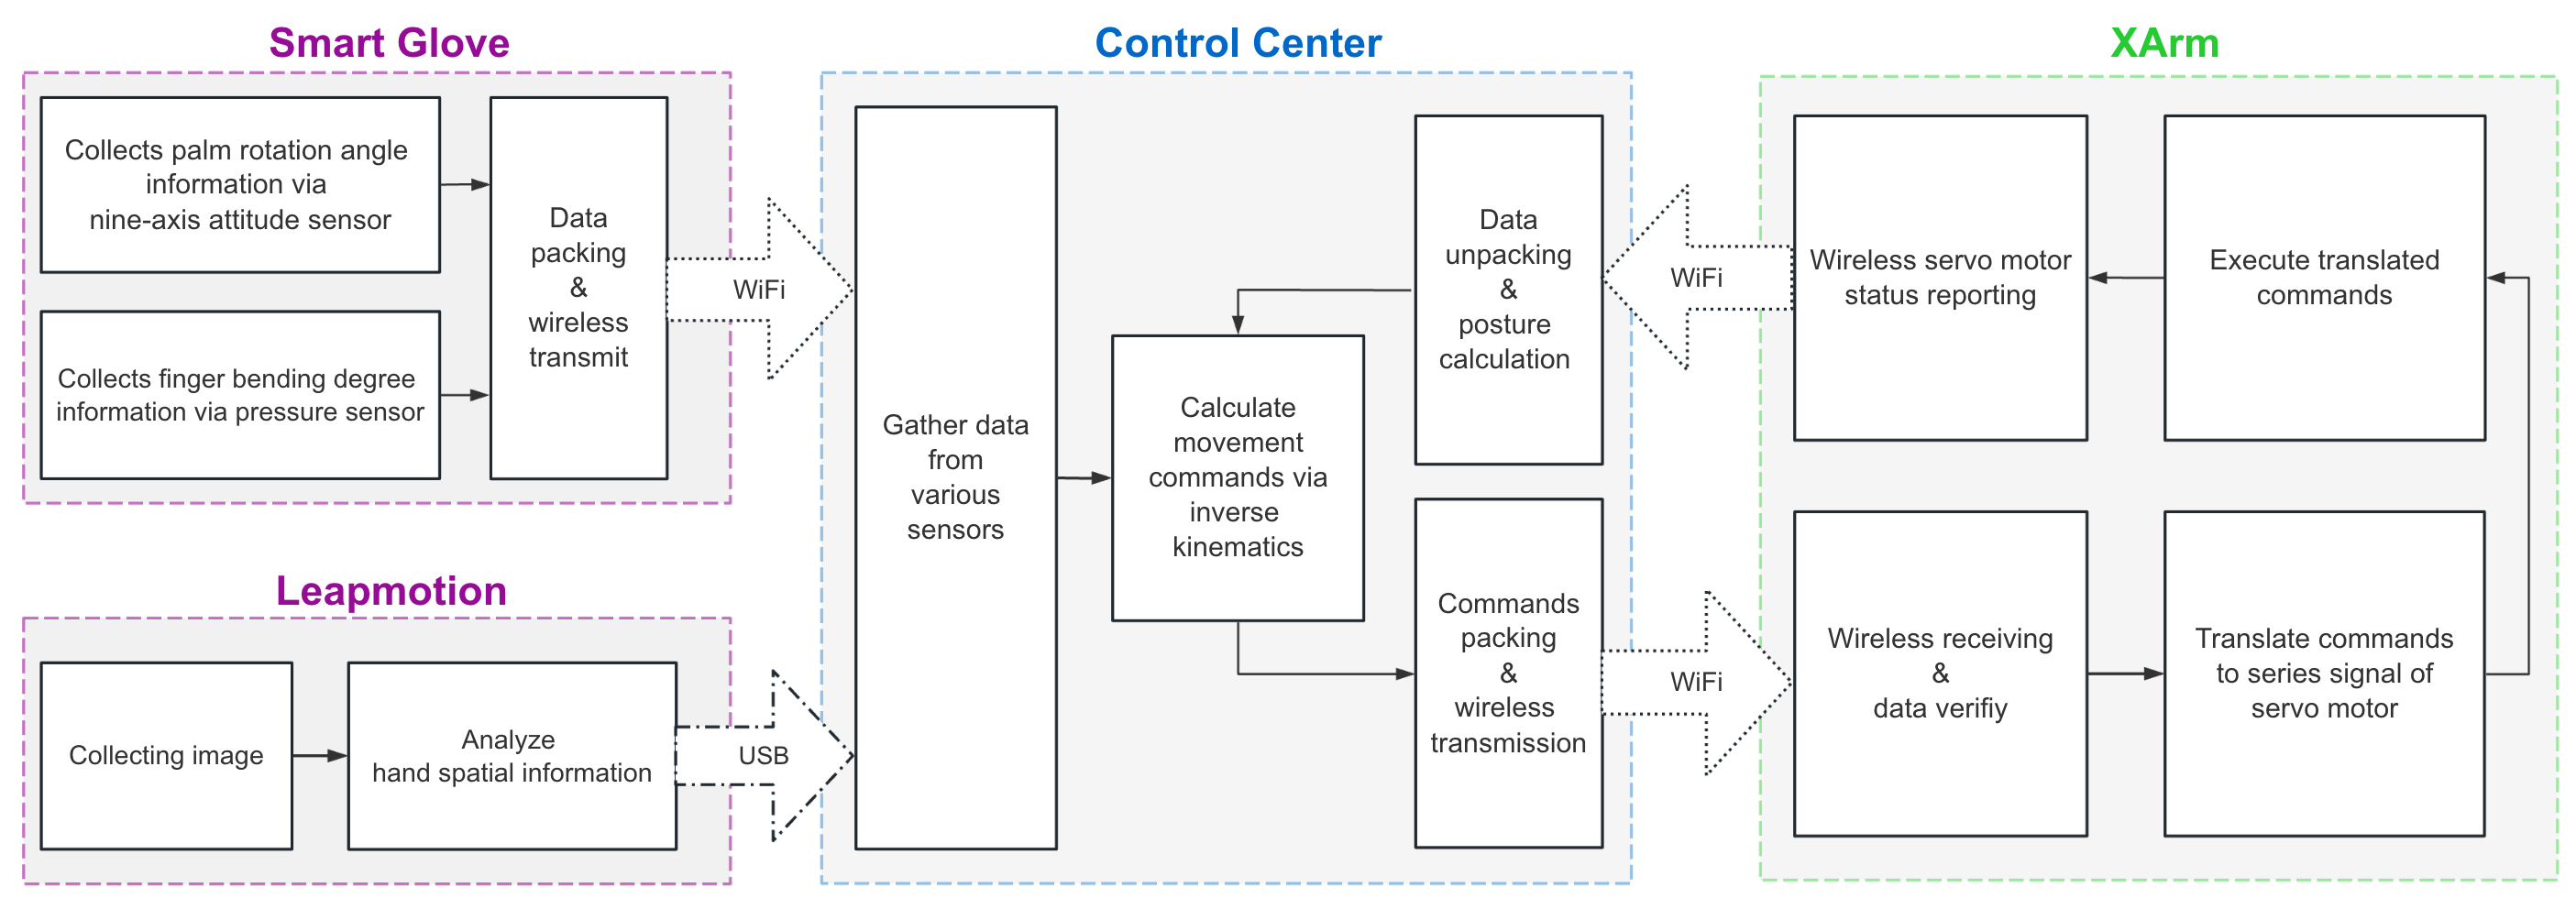 Smart Glove
Collects palm rotation angle
information via
nine-axis attitude sensor
Collects finger bending degree
information via pressure sensor
Data
packing
&
wireless
transmit
WiFi
Leapmotion
Collecting image
Analyze
hand spatial information
USB
Control Center
Gather data
from
various
sensors
Calculate
movement
commands via
inverse
kinematics
Data
unpacking
&
posture
calculation
Commands
packing
&
wireless
transmission
WiFi
WiFi
XArm
Wireless servo motor
status reporting
Execute translated
commands
Wireless receiving
&
data verifiy
Translate commands
to series signal of
servo motor